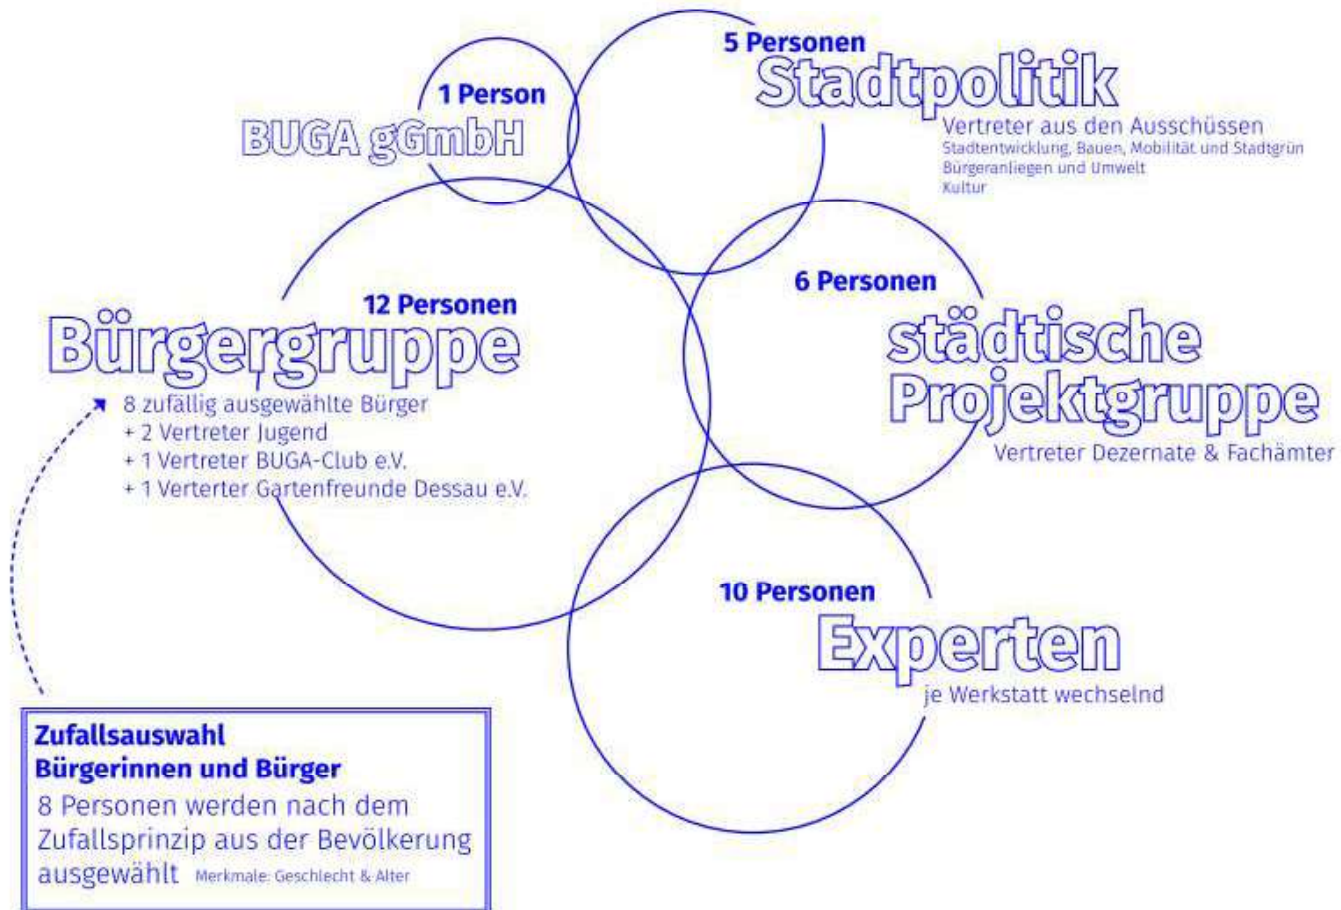 1 Person
BUGA gGmbH
5 Personen
Stadtpolitik
Vertreter aus den Ausschüssen
Stadtentwicklung, Bauen, Mobilität und Stadtgrün
Bürgeranliegen und Umwelt
Kultur
6 Personen
städtische
Projektgruppe
Vertreter Dezernate & Fachämter
12 Personen
Bürgergruppe
8 zufällig ausgewählte Bürger
+ 2 Vertreter Jugend
+ 1 Vertreter BUGA-Club e.V.
+ 1 Verterter Gartenfreunde Dessau e.V.
10 Personen
Experten
je Werkstatt wechselnd
Zufallsauswahl
Bürgerinnen und Bürger
8 Personen werden nach dem
Zufallsprinzip aus der Bevölkerung
ausgewählt Merkmale: Geschlecht & Alter